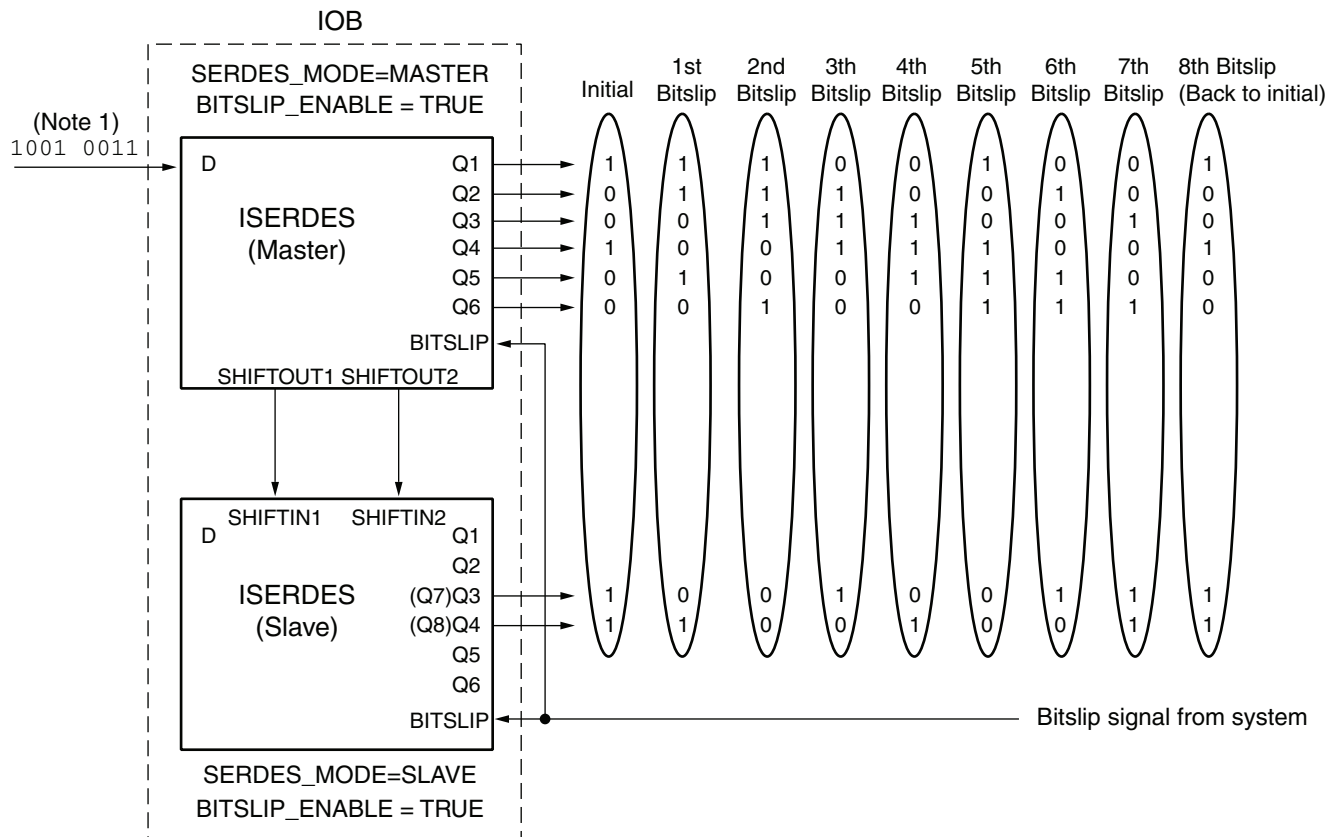 IOB
SERDES_MODE=MASTER
BITSLIP_ENABLE = TRUE
(Note 1)
1001 0011
Initial
1st Bitslip
2nd Bitslip
3th Bitslip
4th Bitslip
5th Bitslip
6th Bitslip
7th Bitslip
8th Bitslip
(Back to initial)
D
ISERDES
(Master)
Q1 1 1 1 0 0 1 0 0 1
Q2 0 1 1 1 0 0 1 0 0
Q3 0 0 1 1 1 0 0 1 0
Q4 1 0 0 1 1 1 0 0 1
Q5 0 1 0 0 1 1 1 0 0
Q6 0 0 1 0 0 1 1 1 0
BITSLIP
SHIFTOUT1 SHIFTOUT2
SHIFTIN1 SHIFTIN2
D
ISERDES
(Slave)
Q1
Q2
(Q7)Q3 1 0 0 1 0 0 1 1 1
(Q8)Q4 1 1 0 0 1 0 0 1 1
Q5
Q6
BITSLIP
Bitslip signal from system
SERDES_MODE=SLAVE
BITSLIP_ENABLE = TRUE